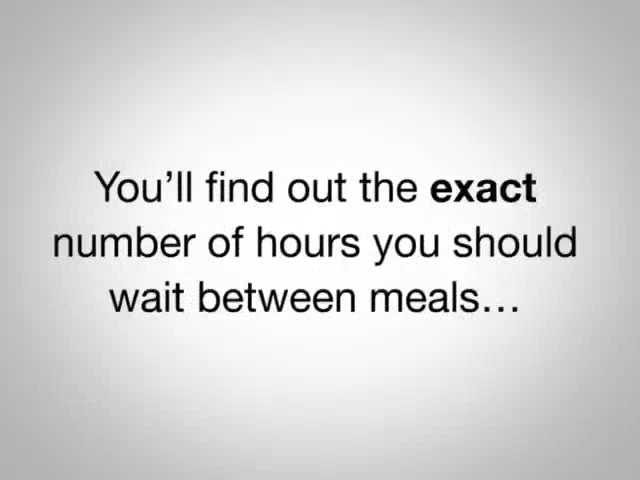 You’ll find out the exact
number of hours you should
wait between meals…